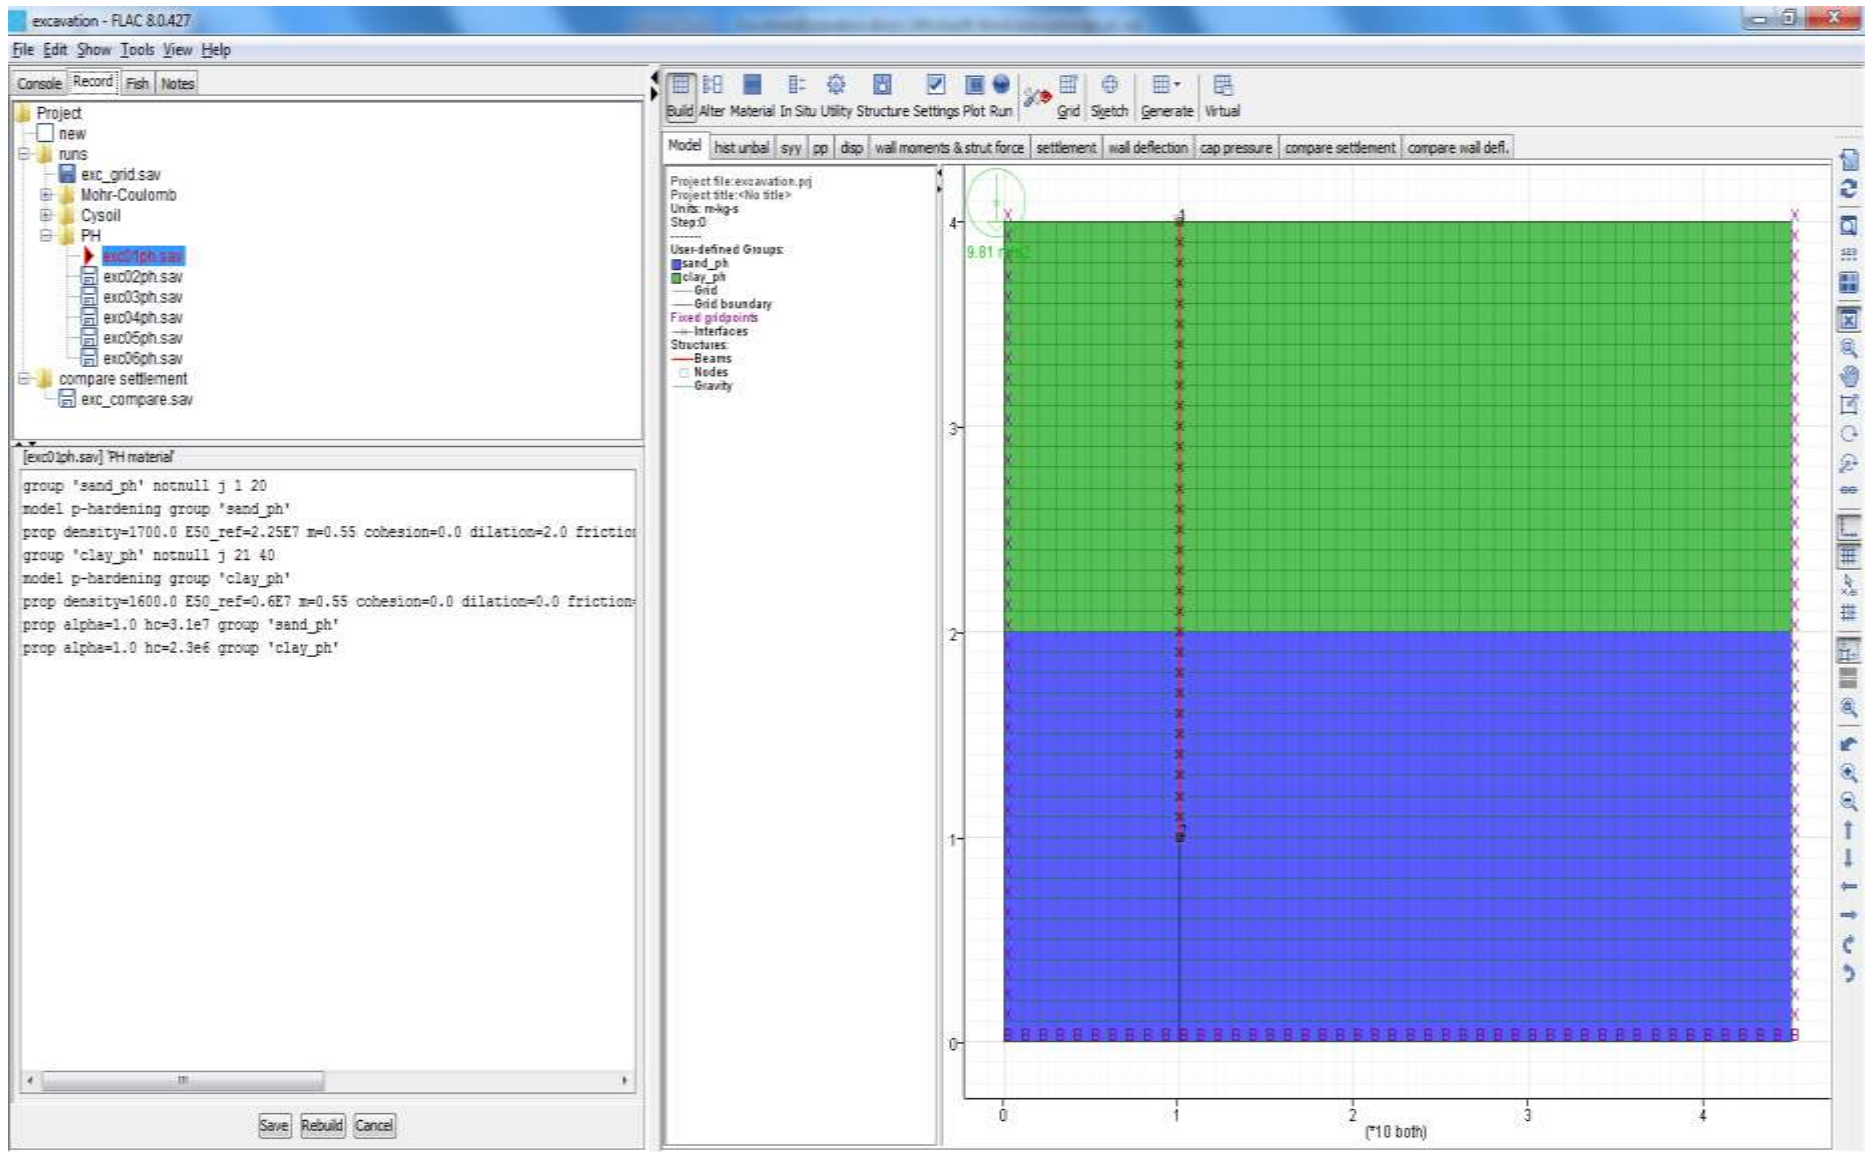 excavation - FLAC 8.0.427
File Edit Show Tools View Help
Console Record Fish Notes
Project
new
runs
exc_grid.sav
Mohr-Coulomb
Cysoil
PH
exc01ph.sav
exc02ph.sav
exc03ph.sav
exc04ph.sav
exc05ph.sav
exc06ph.sav
compare settlement
exc_compare.sav
[exc01ph.sav] 'PH material'
group 'sand_ph' notnull j 1 20
model p-hardening group 'sand_ph'
prop density=1700.0 E50_ref=2.25E7 m=0.55 cohesion=0.0 dilation=2.0 friction
group 'clay_ph' notnull j 21 40
model p-hardening group 'clay_ph'
prop density=1600.0 E50_ref=0.6E7 m=0.55 cohesion=0.0 dilation=0.0 friction=
prop alpha=1.0 hc=3.1e7 group 'sand_ph'
prop alpha=1.0 hc=2.3e6 group 'clay_ph'
Save Rebuild Cancel
Build Alter Material In Situ Utility Structure Settings Plot Run Grid Sketch Generate Virtual
Model hist unbal syy pp disp wall moments & strut force settlement wall deflection cap pressure compare settlement compare wall defl.
Project file:excavation.prj
Project title:<No title>
Units: m-kg-s
Step:0
-------
User-defined Groups:
sand_ph
clay_ph
Grid
Grid boundary
Fixed gridpoints
Interfaces
Structures:
Beams
Nodes
Gravity
9.81
4
3
2
1
0
0 1 2 3 4
(*10 both)